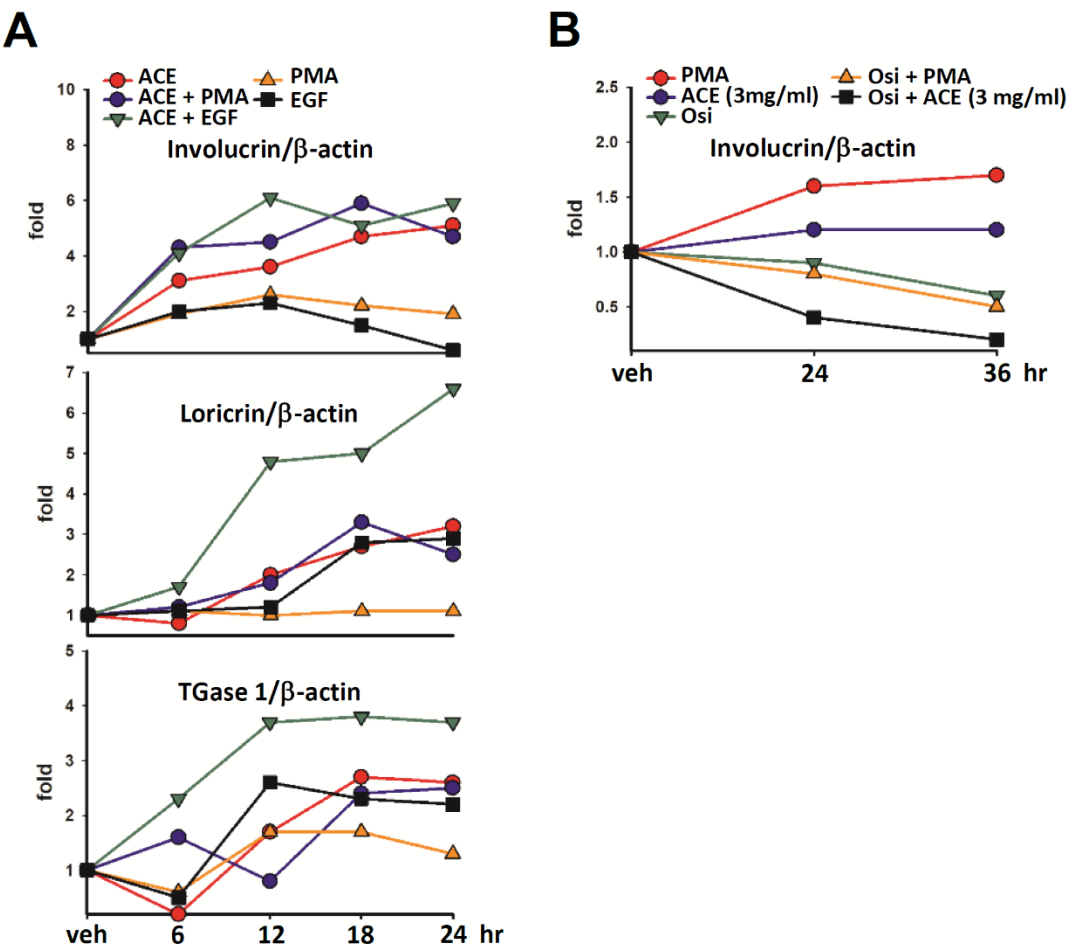 A
ACE
PMA
ACE + PMA
EGF
ACE + EGF
Involucrin/β-actin
fold
10
8
6
4
2
Loricrin/β-actin
fold
7
6
5
4
3
2
1
TGase 1/β-actin
fold
5
4
3
2
1
veh 6 12 18 24 hr
B
PMA
Osi + PMA
ACE (3mg/ml)
Osi + ACE (3 mg/ml)
Osi
Involucrin/β-actin
fold
2.5
2.0
1.5
1.0
0.5
veh 24 36 hr